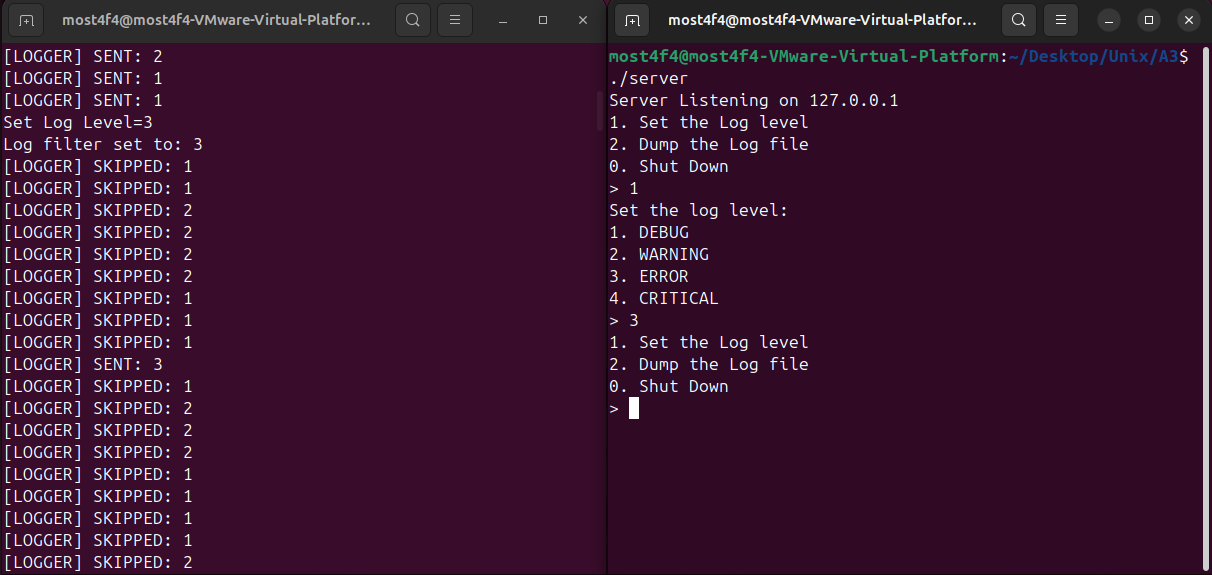 most4f4@most4f4-VMware-Virtual-Platfor...
[LOGGER] SENT: 2
[LOGGER] SENT: 1
[LOGGER] SENT: 1
Set Log Level=3
Log filter set to: 3
[LOGGER] SKIPPED: 1
[LOGGER] SKIPPED: 1
[LOGGER] SKIPPED: 2
[LOGGER] SKIPPED: 2
[LOGGER] SKIPPED: 2
[LOGGER] SKIPPED: 2
[LOGGER] SKIPPED: 1
[LOGGER] SKIPPED: 1
[LOGGER] SKIPPED: 1
[LOGGER] SENT: 3
[LOGGER] SKIPPED: 1
[LOGGER] SKIPPED: 2
[LOGGER] SKIPPED: 2
[LOGGER] SKIPPED: 2
[LOGGER] SKIPPED: 1
[LOGGER] SKIPPED: 1
[LOGGER] SKIPPED: 1
[LOGGER] SKIPPED: 1
[LOGGER] SKIPPED: 2
most4f4@most4f4-VMware-Virtual-Platfor...
most4f4@most4f4-VMware-Virtual-Platform:~/Desktop/Unix/A3$
./server
Server Listening on 127.0.0.1
1. Set the Log level
2. Dump the Log file
0. Shut Down
> 1
Set the log level:
1. DEBUG
2. WARNING
3. ERROR
4. CRITICAL
> 3
1. Set the Log level
2. Dump the Log file
0. Shut Down
>